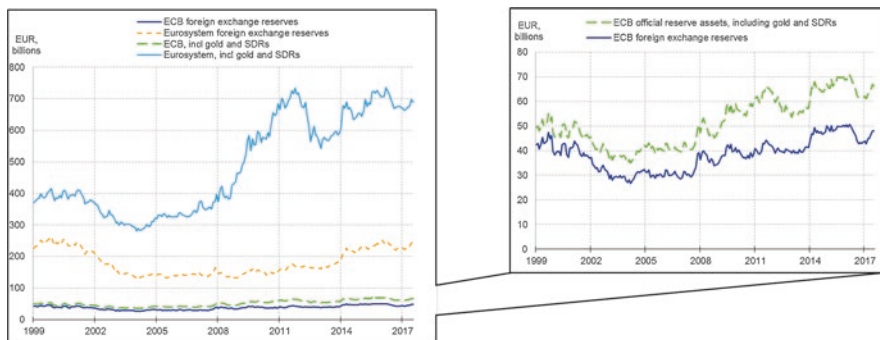 ECB foreign exchange reserves
Eurosystem foreign exchange reserves
ECB, incl gold and SDRs
Eurosystem, incl gold and SDRs
EUR,
billions
800
700
600
500
400
300
200
100
0
1999 2002 2005 2008 2011 2014 2017
ECB official reserve assets, including gold and SDRs
ECB foreign exchange reserves
EUR,
billions
80
70
60
50
40
30
20
10
0
1999 2002 2005 2008 2011 2014 2017